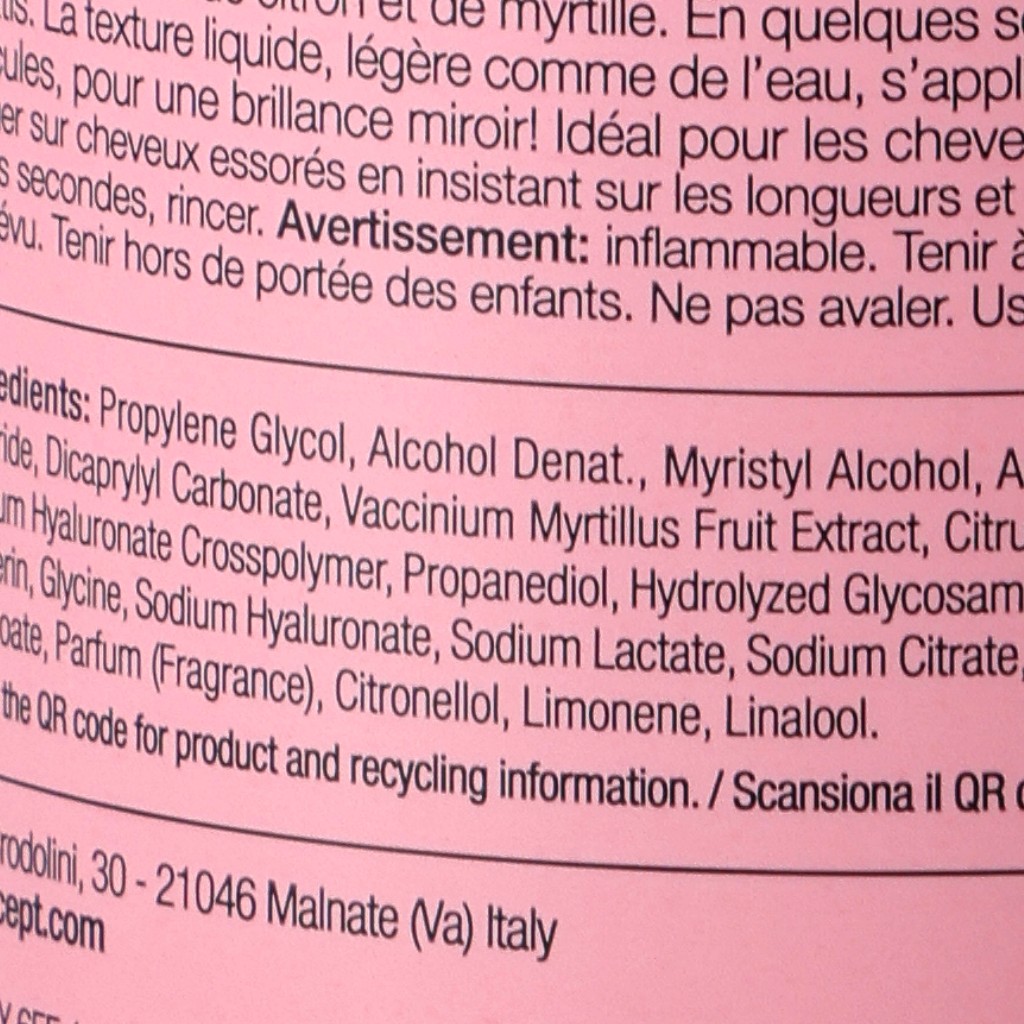 et de myrtille. En quelques
La texture liquide, légère comme de l'eau, s'appl
pour une brillance miroir! Idéal pour les cheve
er sur cheveux essorés en insistant sur les longueurs et
s secondes, rincer. Avertissement: inflammable. Tenir à
évu. Tenir hors de portée des enfants. Ne pas avaler. Us
edients: Propylene Glycol, Alcohol Denat., Myristyl Alcohol, A
ride, Dicaprylyl Carbonate, Vaccinium Myrtillus Fruit Extract, Citru
um Hyaluronate Crosspolymer, Propanediol, Hydrolyzed Glycosam
erin, Glycine, Sodium Hyaluronate, Sodium Lactate, Sodium Citrate,
oate, Parfum (Fragrance), Citronellol, Limonene, Linalool.
the QR code for product and recycling information. / Scansiona il QR c
rodolini, 30 - 21046 Malnate (Va) Italy
cept.com